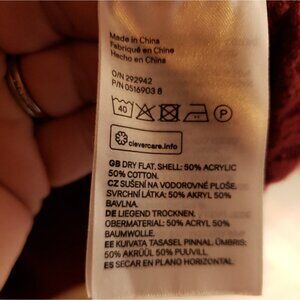 Made in China
Fabriqué en Chine
Hecho en China
O/N 292942
P/N 0516903 8
40
P
clevercare.info
GB DRY FLAT. SHELL: 50% ACRYLIC
50% COTTON.
CZ SUŠENÍ NA VODOROVNÉ PLOŠE.
SVRCHNÍ LÁTKA: 50% AKRYL 50%
BAVLNA.
DE LIEGEND TROCKNEN.
OBERMATERIAL: 50% ACRYL 50%
BAUMWOLLE.
EE KUIVATA TASASEL PINNAL. ÜMBRIS:
50% AKRÜÜL 50% PUUVILL.
ES SECAR EN PLANO HORIZONTAL.